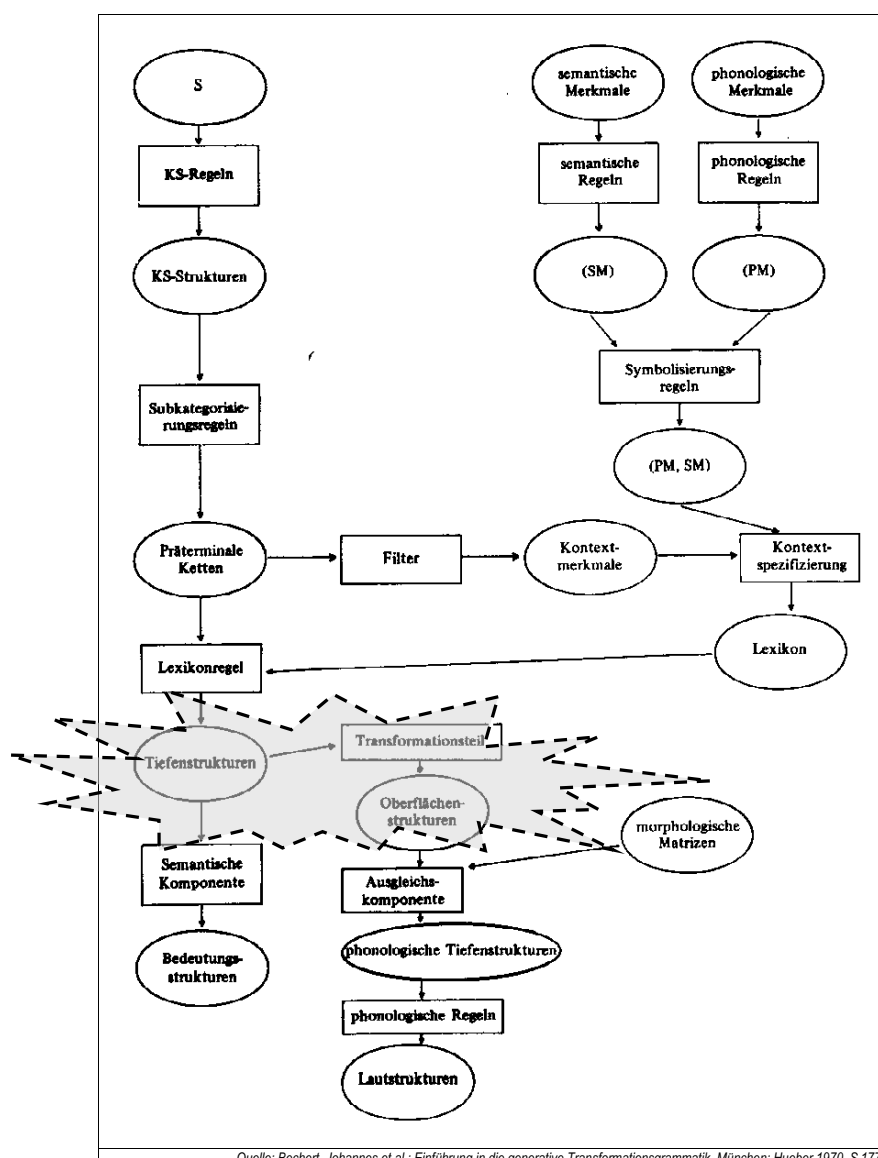 S
semantische
Merkmale
phonologische
Merkmale
KS-Regeln
semantische
Regeln
phonologische
Regeln
KS-Strukturen
(SM)
(PM)
Symbolisierungs-
regeln
Subkategorisie-
rungsregeln
(PM, SM)
Präterminale
Ketten
Filter
Kontext-
merkmale
Kontext-
spezifizierung
Lexikonregel
Lexikon
Tiefenstrukturen
Transformationsteil
Oberflächen-
strukturen
morphologische
Matrizen
Semantische
Komponente
Ausgleichs-
komponente
Bedeutungs-
strukturen
phonologische Tiefenstrukturen
phonologische Regeln
Lautstrukturen
Quelle: Bechert, Johannes et al.: Einführung in die generative Transformationsgrammatik. München: Hueber 1970, S.177